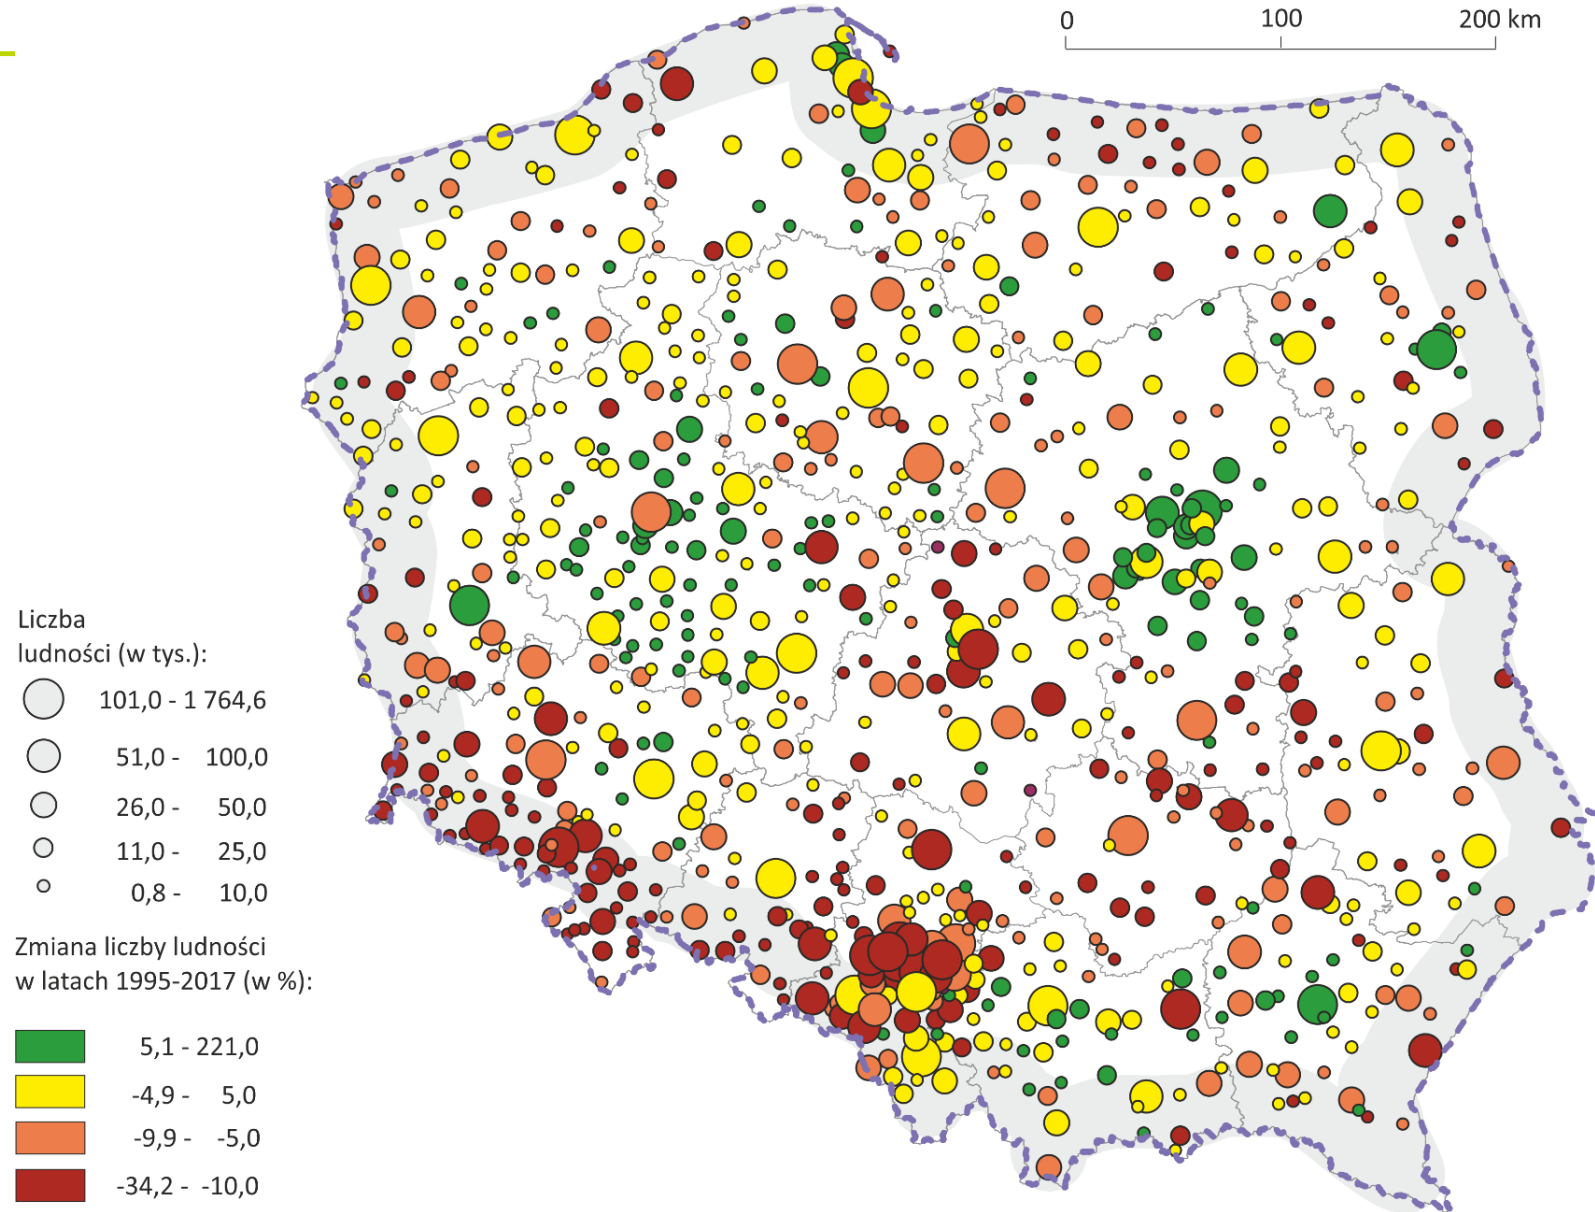 0 100 200 km
Liczba
ludności (w tys.):
101,0 - 1 764,6
51,0 - 100,0
26,0 - 50,0
11,0 - 25,0
0,8 - 10,0
Zmiana liczby ludności
w latach 1995-2017 (w %):
5,1 - 221,0
-4,9 - 5,0
-9,9 - -5,0
-34,2 - -10,0